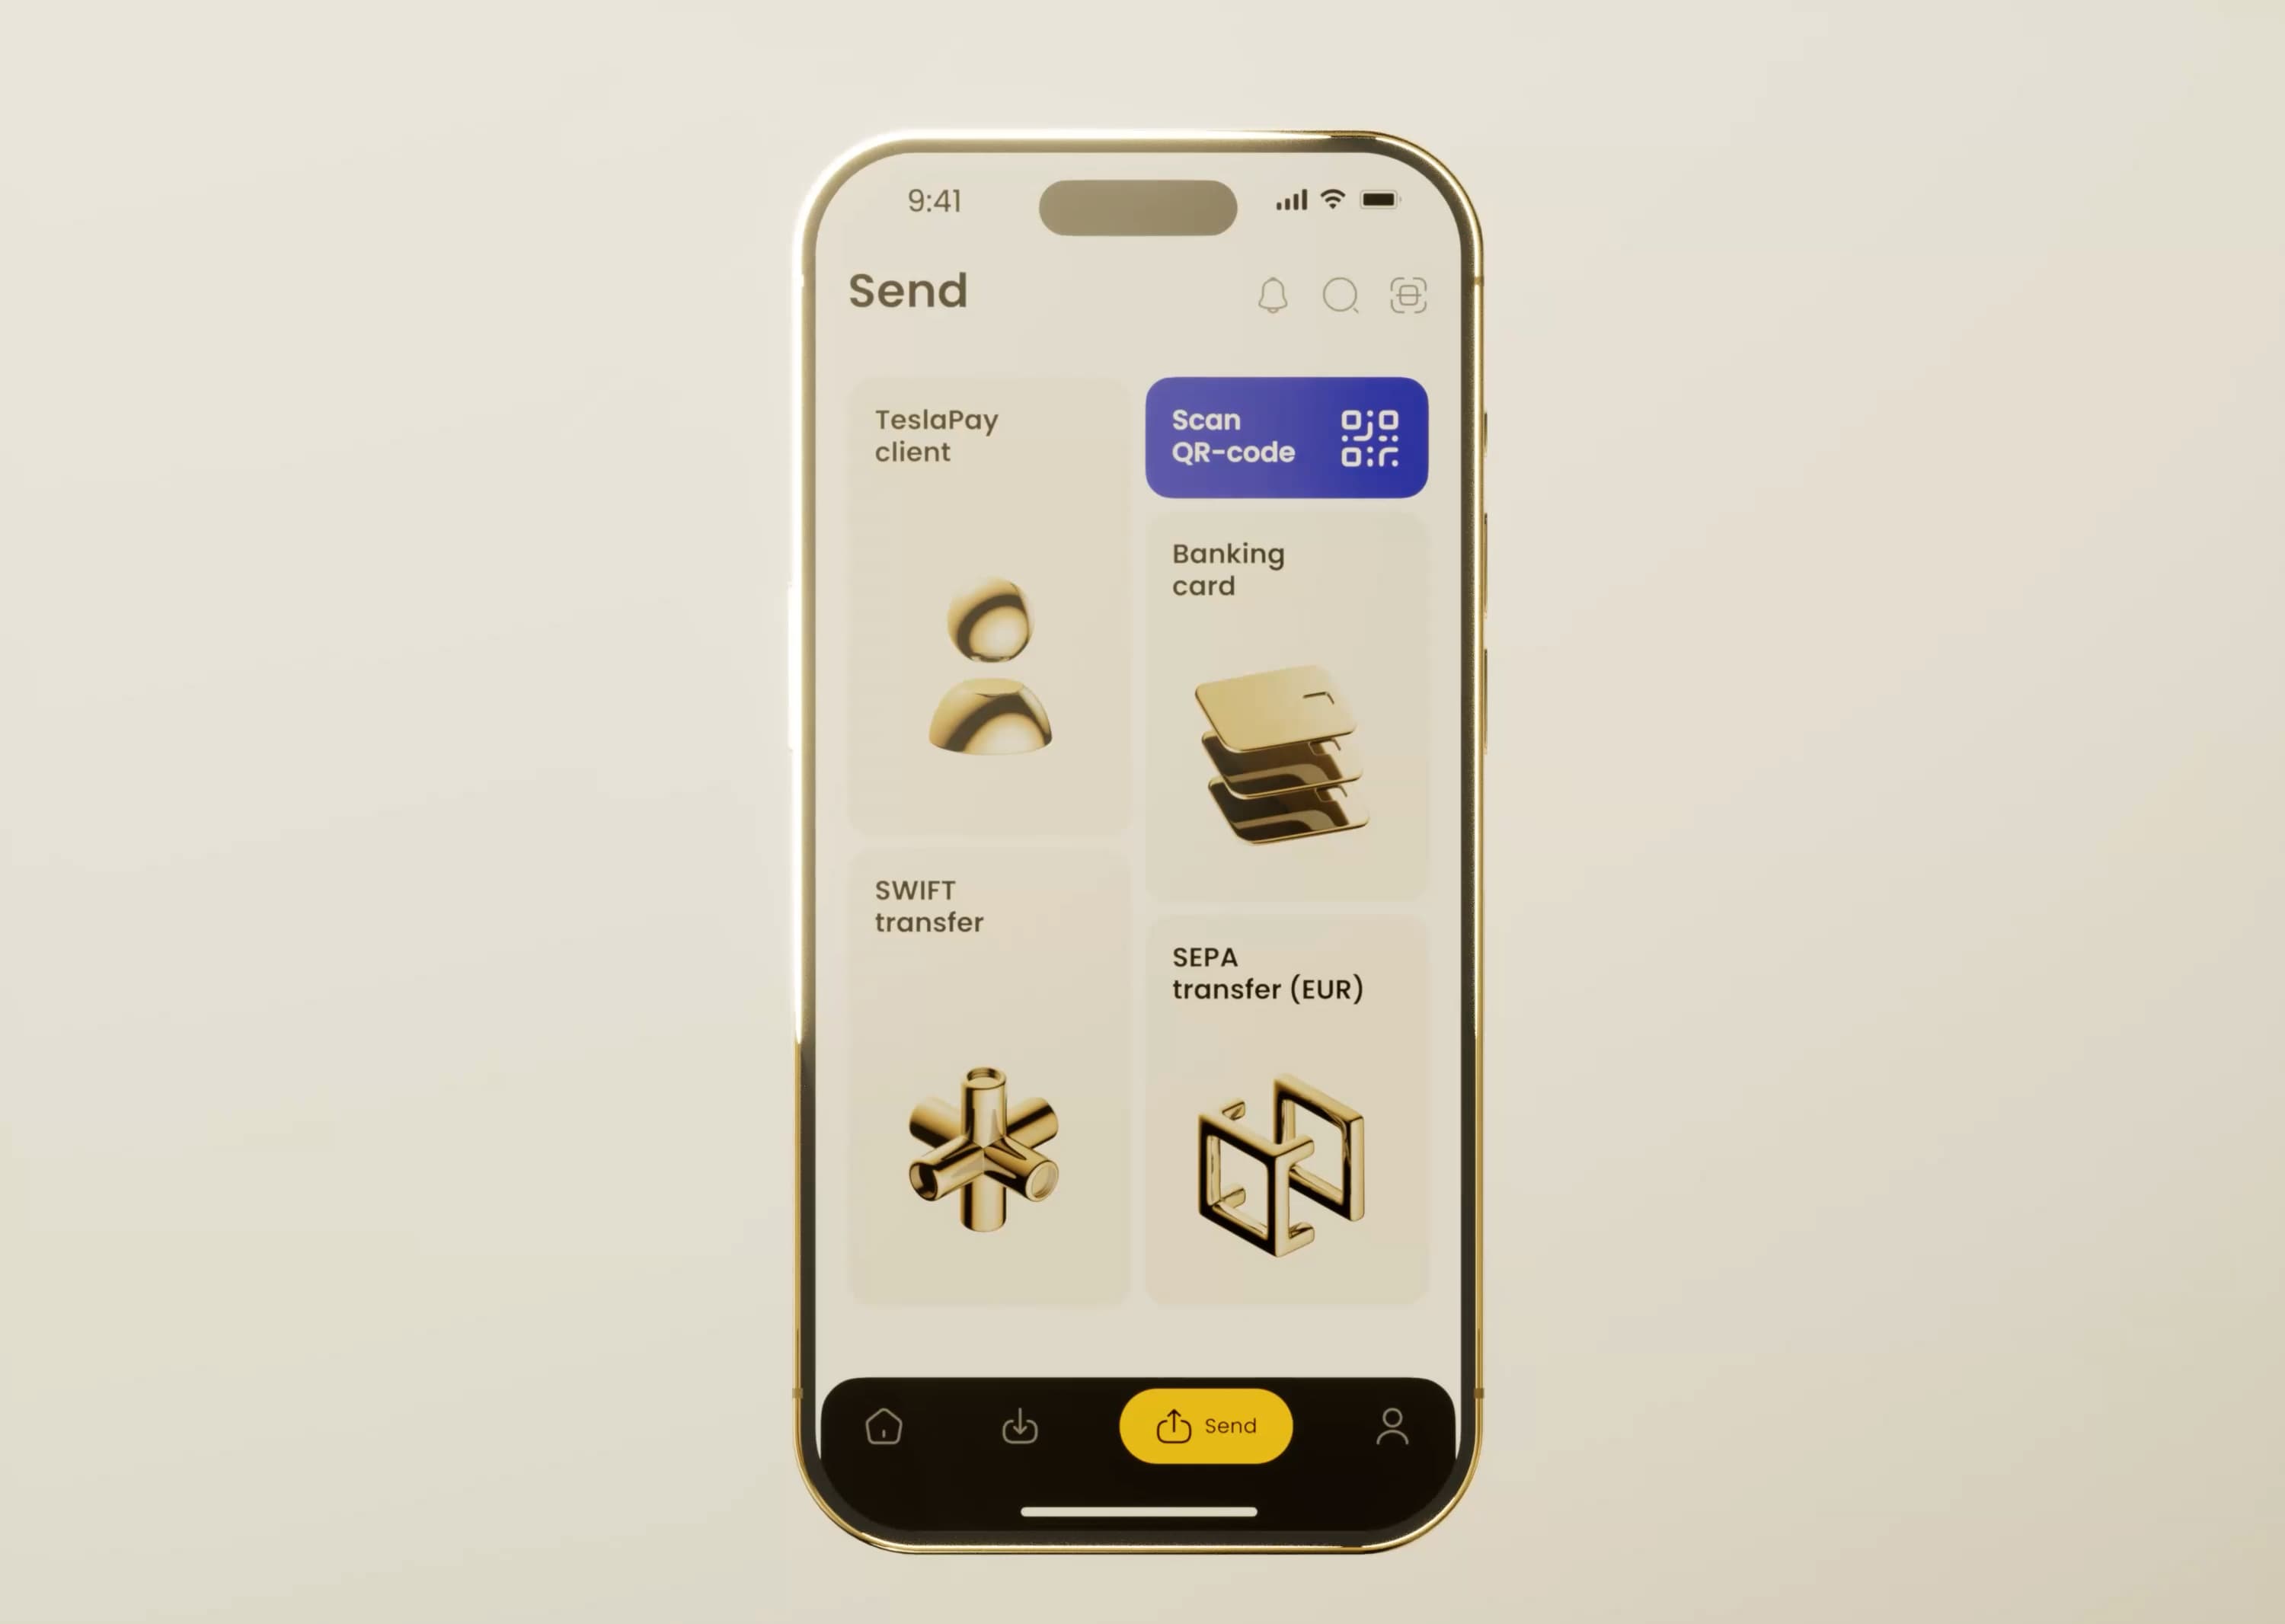 9:41
Send
TeslaPay
client
Scan
QR-code
Banking
card
SWIFT
transfer
SEPA
transfer (EUR)
Send